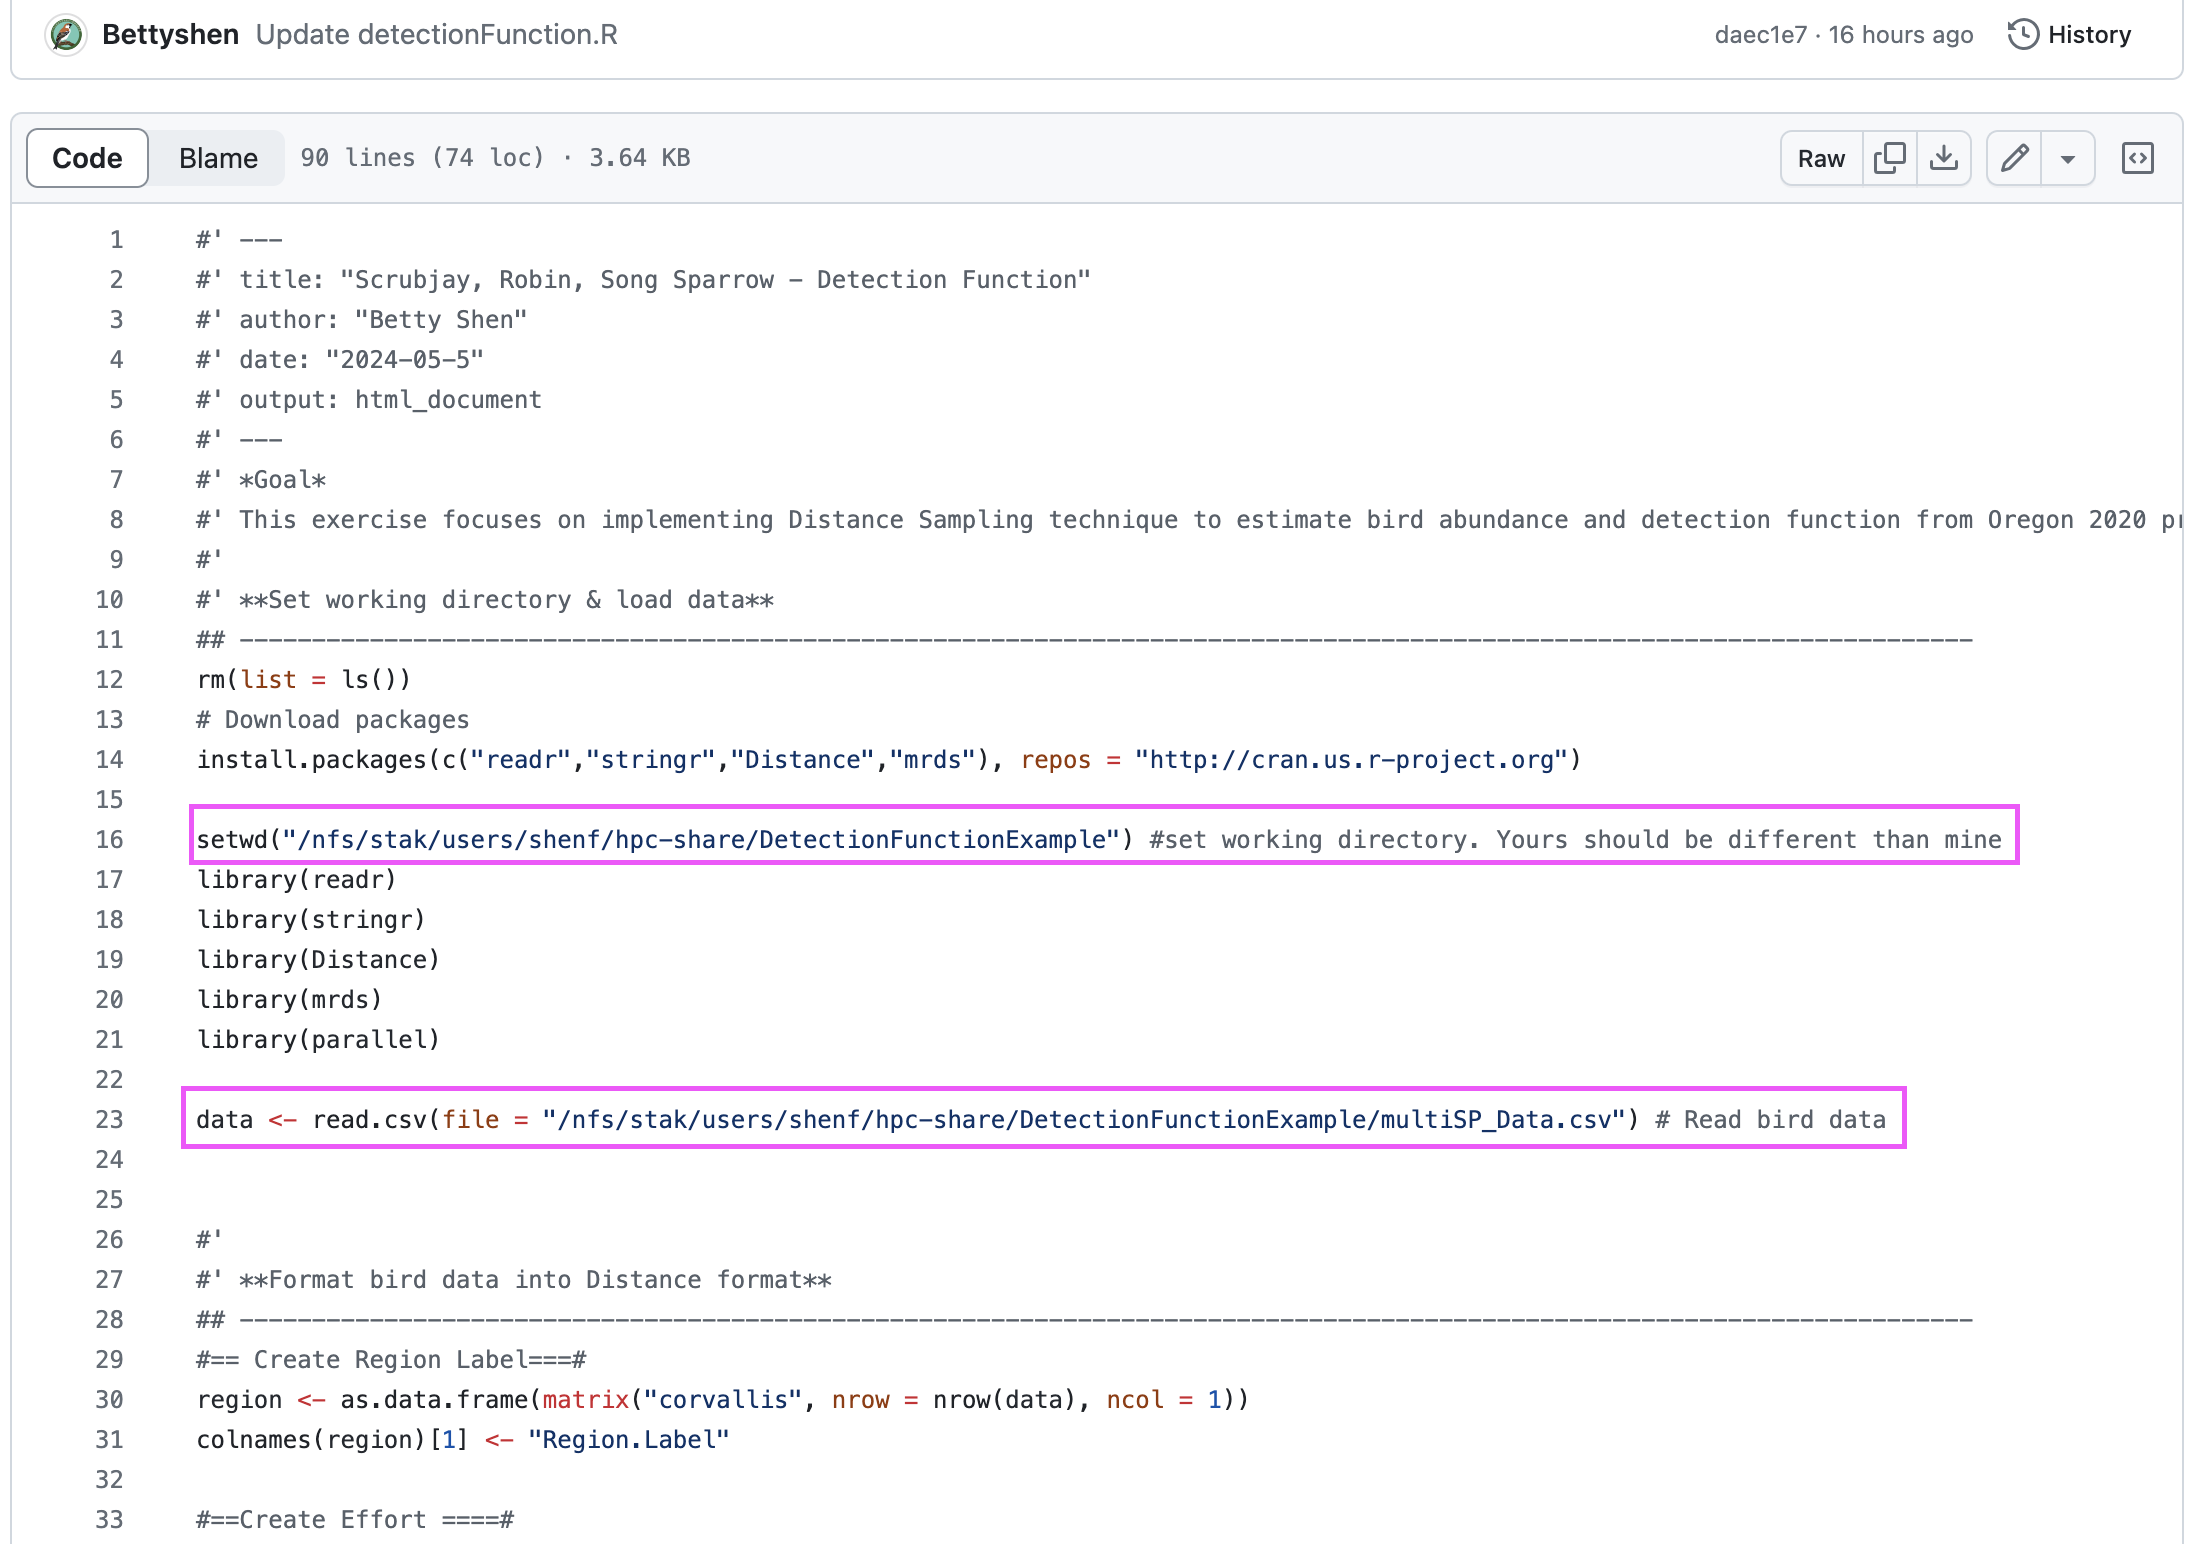 Bettyshen Update detectionFunction.R daec1e7 · 16 hours ago History
Code Blame 90 lines (74 loc) · 3.64 KB Raw
1 #' ---
2 #' title: "Scrubjay, Robin, Song Sparrow - Detection Function"
3 #' author: "Betty Shen"
4 #' date: "2024-05-5"
5 #' output: html_document
6 #' ---
7 #' *Goal*
8 #' This exercise focuses on implementing Distance Sampling technique to estimate bird abundance and detection function from Oregon 2020
9 #'
10 #' **Set working directory & load data**
11 ## ------------------------------------------------------------------------------------------------------------------------
12 rm(list = ls())
13 # Download packages
14 install.packages(c("readr","stringr","Distance","mrds"), repos = "http://cran.us.r-project.org")
15
16 setwd("/nfs/stak/users/shenf/hpc-share/DetectionFunctionExample") #set working directory. Yours should be different than mine
17 library(readr)
18 library(stringr)
19 library(Distance)
20 library(mrds)
21 library(parallel)
22
23 data <- read.csv(file = "/nfs/stak/users/shenf/hpc-share/DetectionFunctionExample/multiSP_Data.csv") # Read bird data
24
25
26 #'
27 #' **Format bird data into Distance format**
28 ## ------------------------------------------------------------------------------------------------------------------------
29 #== Create Region Label===#
30 region <- as.data.frame(matrix("corvallis", nrow = nrow(data), ncol = 1))
31 colnames(region)[1] <- "Region.Label"
32
33 #==Create Effort ====#